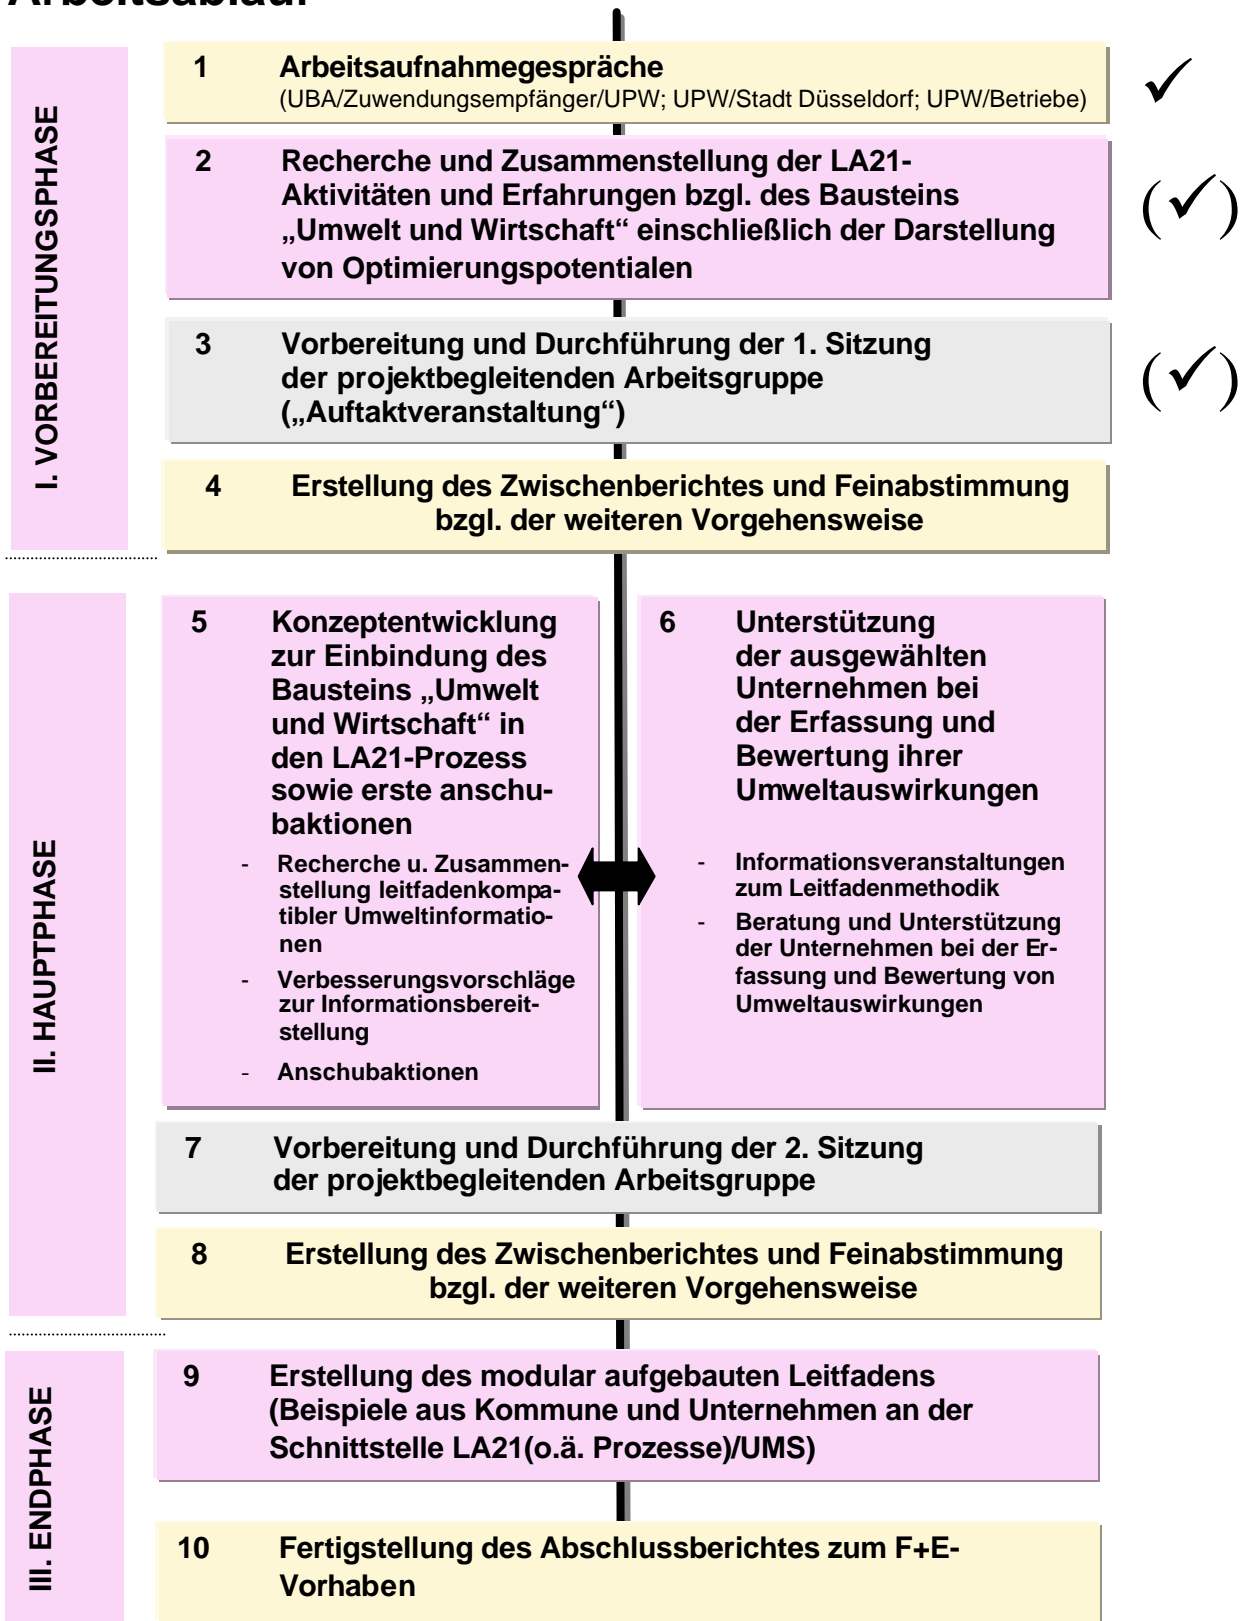 Arbeitsablauf
I. VORBEREITUNGSPHASE
1 Arbeitsaufnahmegespräche
(UBA/Zuwendungsempfänger/UPW; UPW/Stadt Düsseldorf; UPW/Betriebe)
✓
2 Recherche und Zusammenstellung der LA21-
Aktivitäten und Erfahrungen bzgl. des Bausteins
„Umwelt und Wirtschaft“ einschließlich der Darstellung
von Optimierungspotentialen
(✓)
3 Vorbereitung und Durchführung der 1. Sitzung
der projektbegleitenden Arbeitsgruppe
(„Auftaktveranstaltung“)
(✓)
4 Erstellung des Zwischenberichtes und Feinabstimmung
bzgl. der weiteren Vorgehensweise
II. HAUPTPHASE
5 Konzeptentwicklung
zur Einbindung des
Bausteins „Umwelt
und Wirtschaft“ in
den LA21-Prozess
sowie erste anschu-
baktionen
- Recherche u. Zusammen-
stellung leitfadenkompa-
tibler Umweltinformatio-
nen
- Verbesserungsvorschläge
zur Informationsbereit-
stellung
- Anschubaktionen
6 Unterstützung
der ausgewählten
Unternehmen bei
der Erfassung und
Bewertung ihrer
Umweltauswirkungen
- Informationsveranstaltungen
zum Leitfadenmethodik
- Beratung und Unterstützung
der Unternehmen bei der Er-
fassung und Bewertung von
Umweltauswirkungen
7 Vorbereitung und Durchführung der 2. Sitzung
der projektbegleitenden Arbeitsgruppe
8 Erstellung des Zwischenberichtes und Feinabstimmung
bzgl. der weiteren Vorgehensweise
III. ENDPHASE
9 Erstellung des modular aufgebauten Leitfadens
(Beispiele aus Kommune und Unternehmen an der
Schnittstelle LA21(o.ä. Prozesse)/UMS)
10 Fertigstellung des Abschlussberichtes zum F+E-
Vorhaben